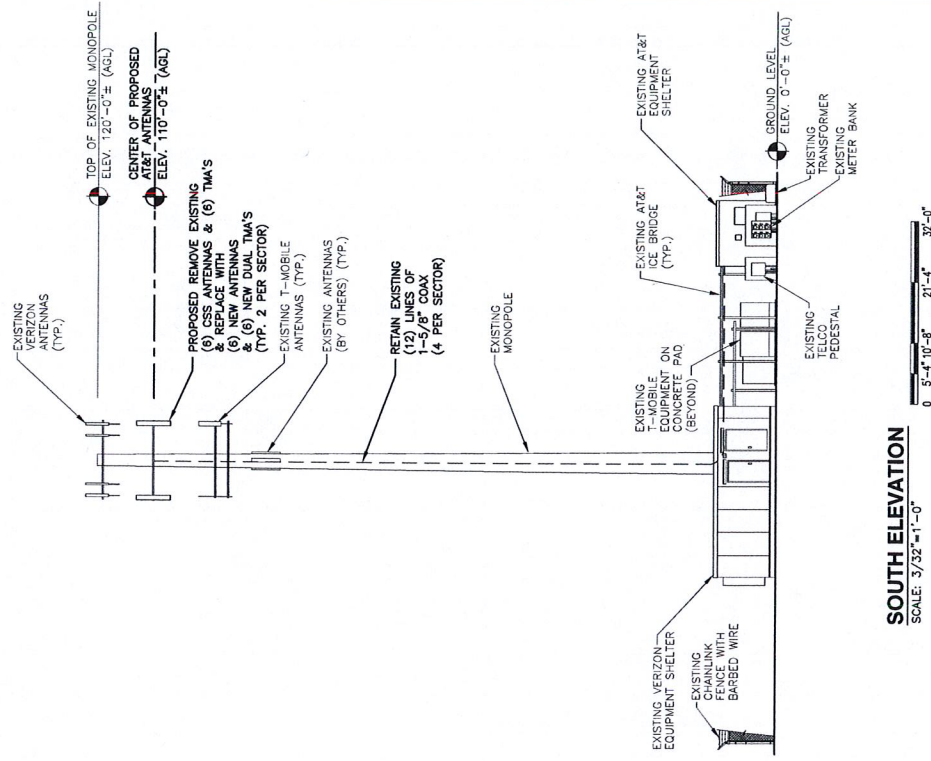 TOP OF EXISTING MONOPOLE
ELEV. 120'-0"± (AGL)
CENTER OF PROPOSED
AT&T ANTENNAS
ELEV. 110'-0"± (AGL)
EXISTING
VERIZON
ANTENNAS
(TYP.)
PROPOSED REMOVE EXISTING
(6) CSS ANTENNAS & (6) TMA'S
& REPLACE WITH
(6) NEW ANTENNAS
& (6) NEW DUAL TMA'S
(TYP. 2 PER SECTOR)
EXISTING T-MOBILE
ANTENNAS (TYP.)
EXISTING ANTENNAS
(BY OTHERS) (TYP.)
RETAIN EXISTING
(12) LINES OF
1-5/8" COAX
(4 PER SECTOR)
EXISTING
MONOPOLE
EXISTING AT&T
EQUIPMENT
SHELTER
EXISTING AT&T
ICE BRIDGE
(TYP.)
EXISTING
T-MOBILE
EQUIPMENT ON
CONCRETE PAD
(BEYOND)
EXISTING VERIZON
EQUIPMENT SHELTER
EXISTING
CHAINLINK
FENCE WITH
BARBED WIRE
GROUND LEVEL
ELEV. 0'-0"± (AGL)
EXISTING
TRANSFORMER
EXISTING
METER BANK
EXISTING
TELCO
PEDESTAL
SOUTH ELEVATION
SCALE: 3/32"=1'-0"
0 5'-4" 10'-8" 21'-4" 32'-0"